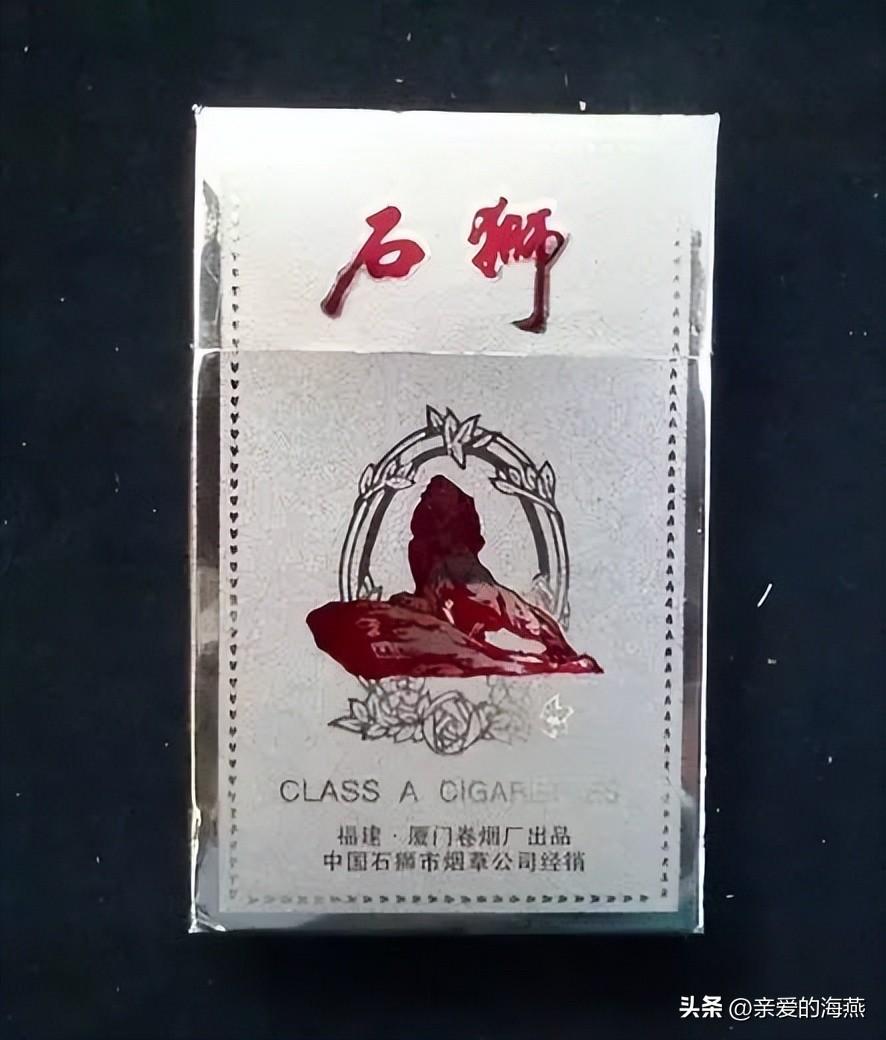 石狮
CLASS A CIGARETTES
福建·厦门卷烟厂出品
中国石狮市烟草公司经销
头条 @亲爱的海燕